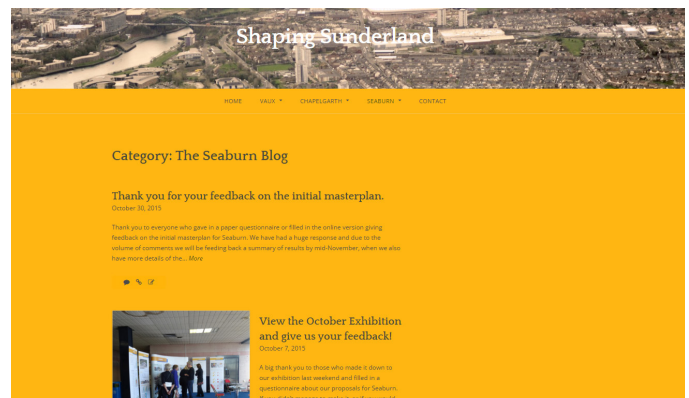 Shaping Sunderland
HOME VAUX CHAPELGARTH SEABURN CONTACT
Category: The Seaburn Blog
Thank you for your feedback on the initial masterplan.
October 30, 2015
Thank you to everyone who gave in a paper questionnaire or filled in the online version giving
feedback on the initial masterplan for Seaburn. We have had a huge response and due to the
volume of comments we will be feeding back a summary of results by mid-November, when we also
have more details of the... More
View the October Exhibition
and give us your feedback!
October 7, 2015
A big thank you to those who made it down to
our exhibition last weekend and filled in a
questionnaire about our proposals for Seaburn.